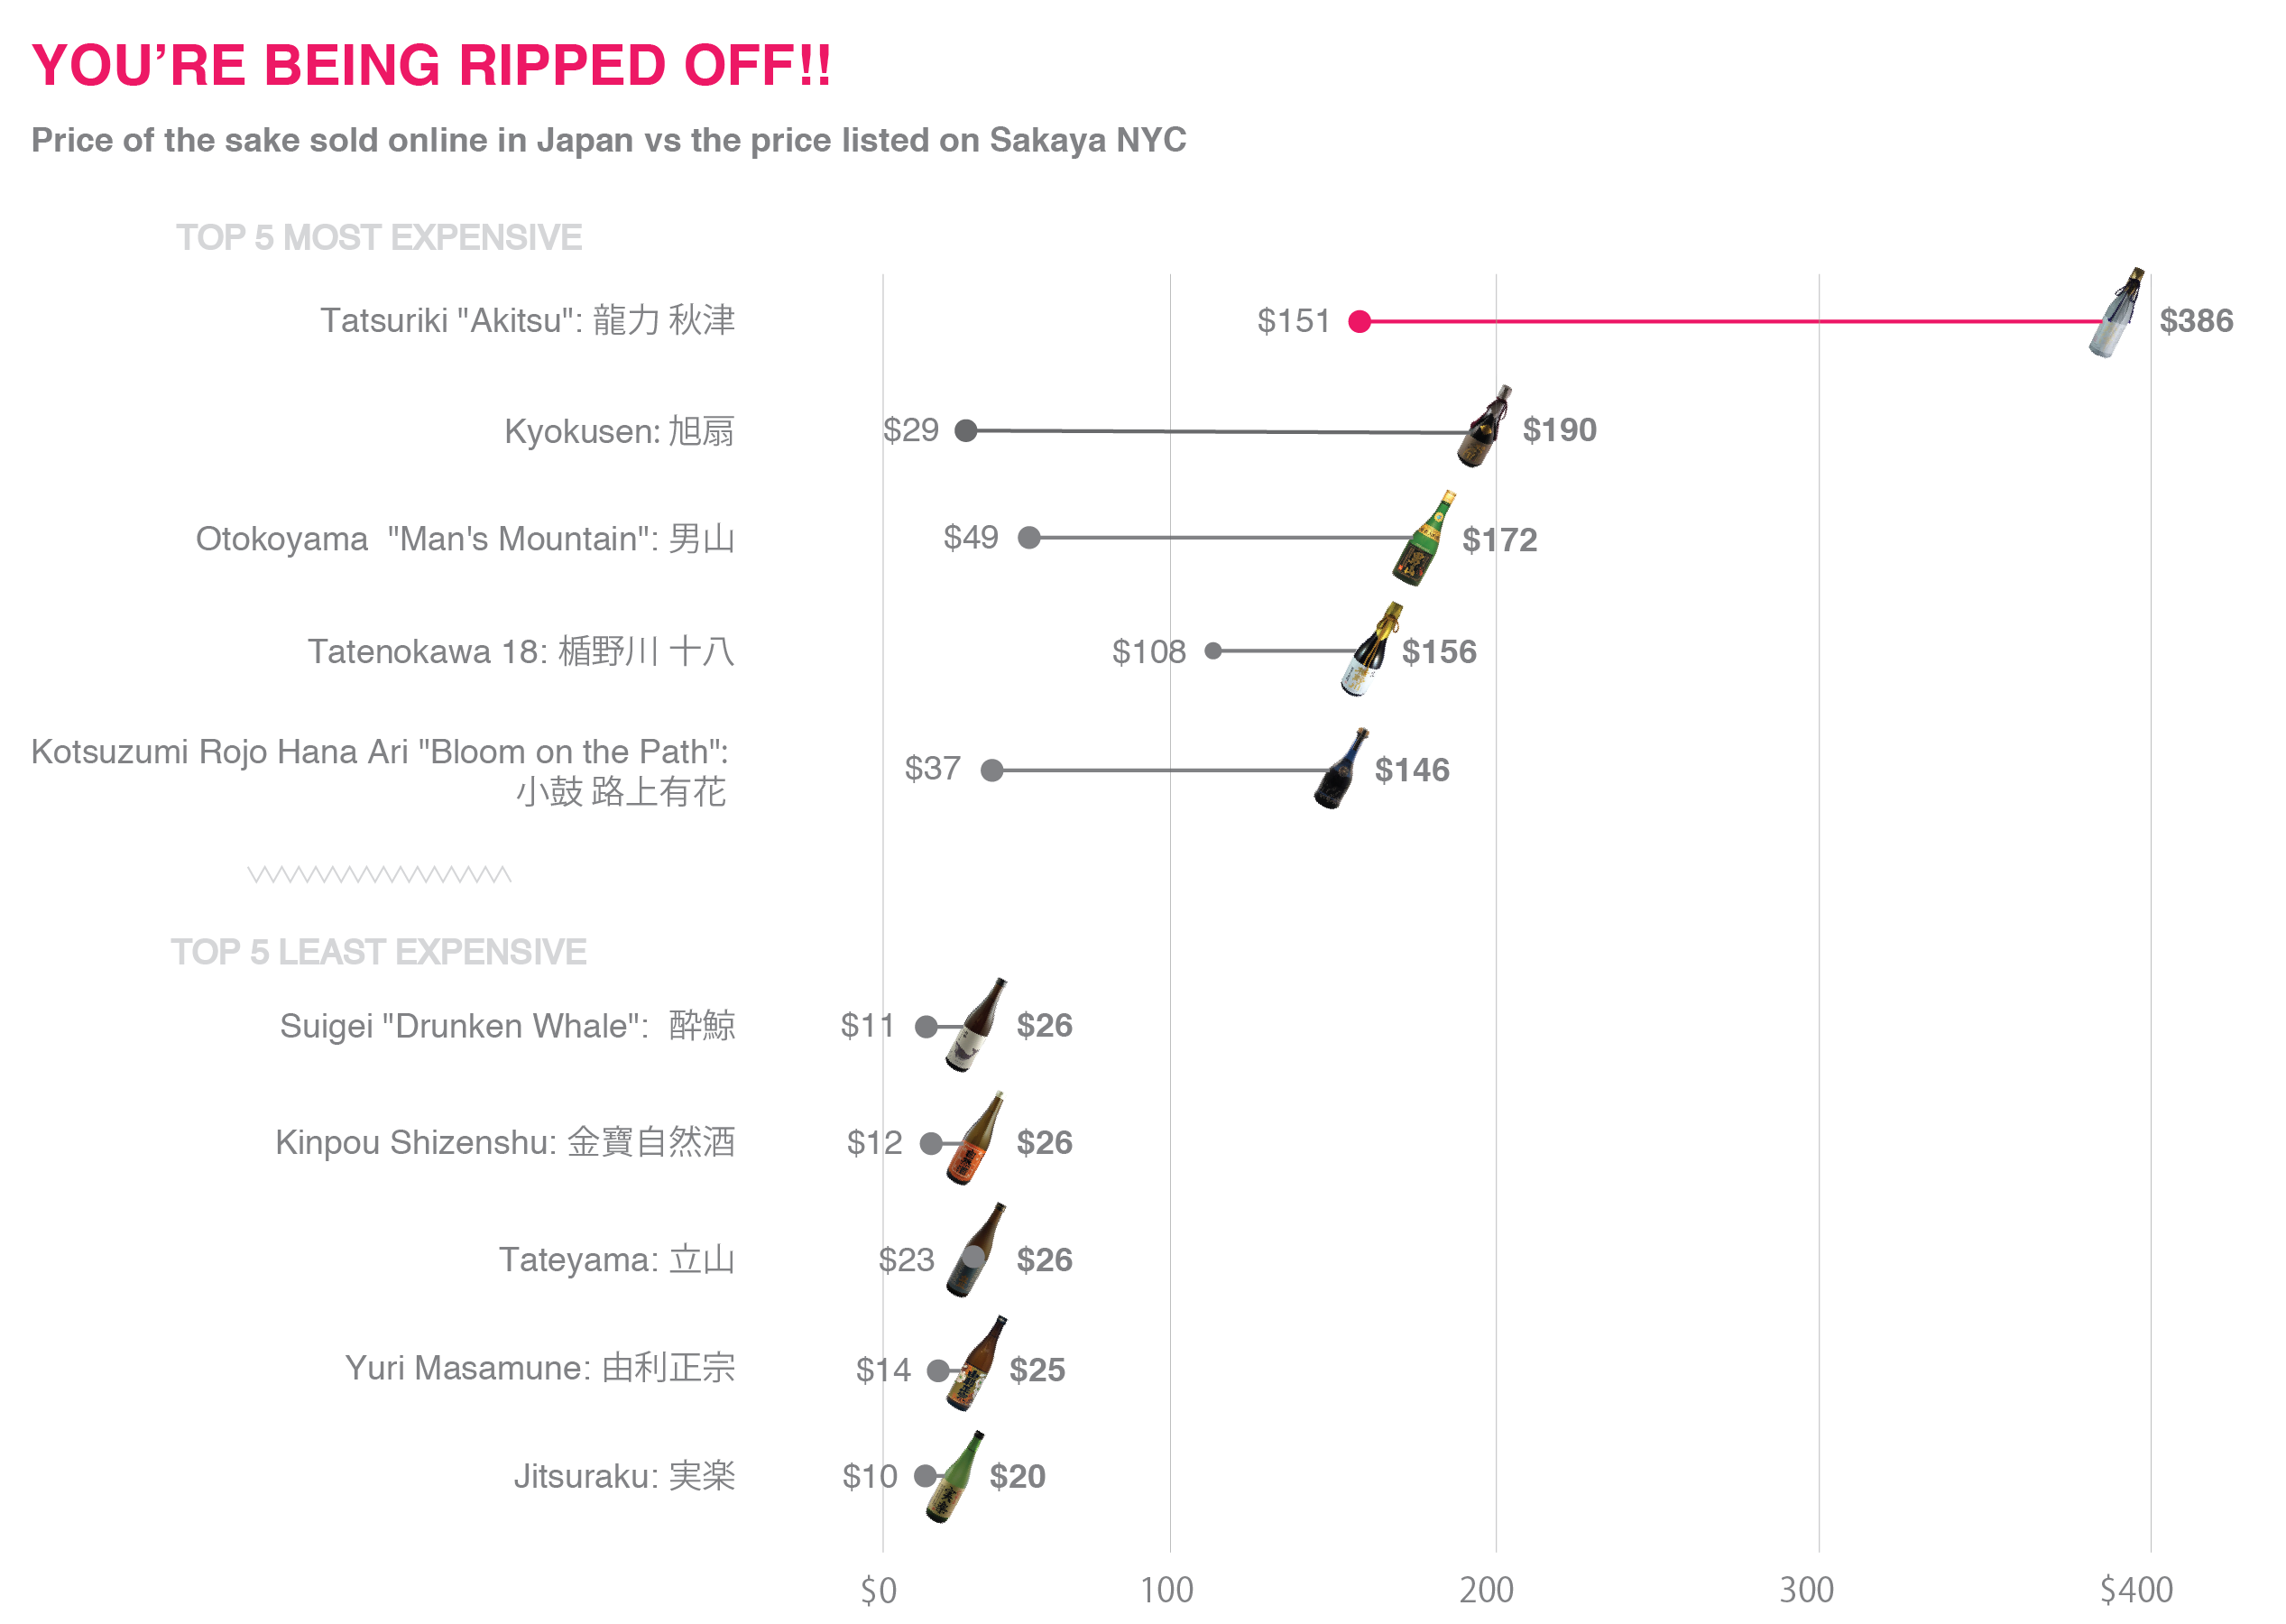 YOU’RE BEING RIPPED OFF!!
Price of the sake sold online in Japan vs the price listed on Sakaya NYC
TOP 5 MOST EXPENSIVE
Tatsuriki "Akitsu": 龍力 秋津 $151 $386
Kyokusen: 旭扇 $29 $190
Otokoyama "Man's Mountain": 男山 $49 $172
Tatenokawa 18: 楯野川 十八 $108 $156
Kotsuzumi Rojo Hana Ari "Bloom on the Path":
小鼓 路上有花 $37 $146
TOP 5 LEAST EXPENSIVE
Suigei "Drunken Whale": 酔鯨 $11 $26
Kinpou Shizenshu: 金寶自然酒 $12 $26
Tateyama: 立山 $23 $26
Yuri Masamune: 由利正宗 $14 $25
Jitsuraku: 実楽 $10 $20
$0 100 200 300 $400